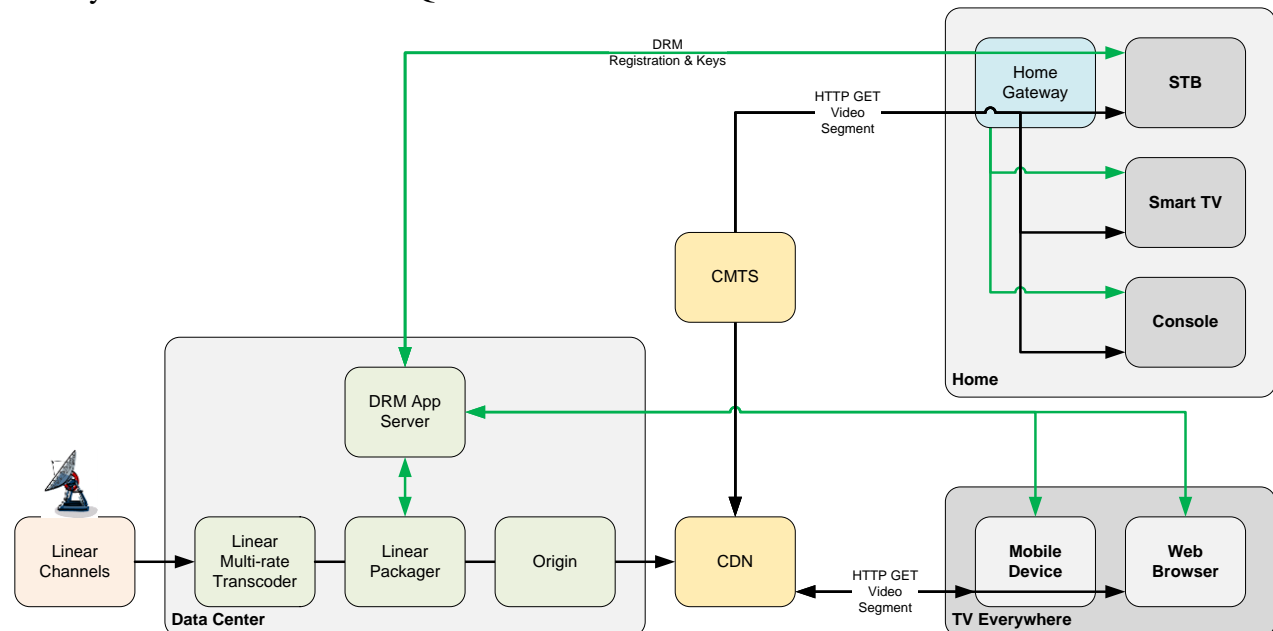 DRM
Registration & Keys
Home
Gateway
STB
HTTP GET
Video
Segment
Smart TV
CMTS
Console
Home
DRM App
Server
Linear
Channels
Linear
Multi-rate
Transcoder
Linear
Packager
Origin
CDN
Mobile
Device
Web
Browser
HTTP GET
Video
Segment
Data Center
TV Everywhere